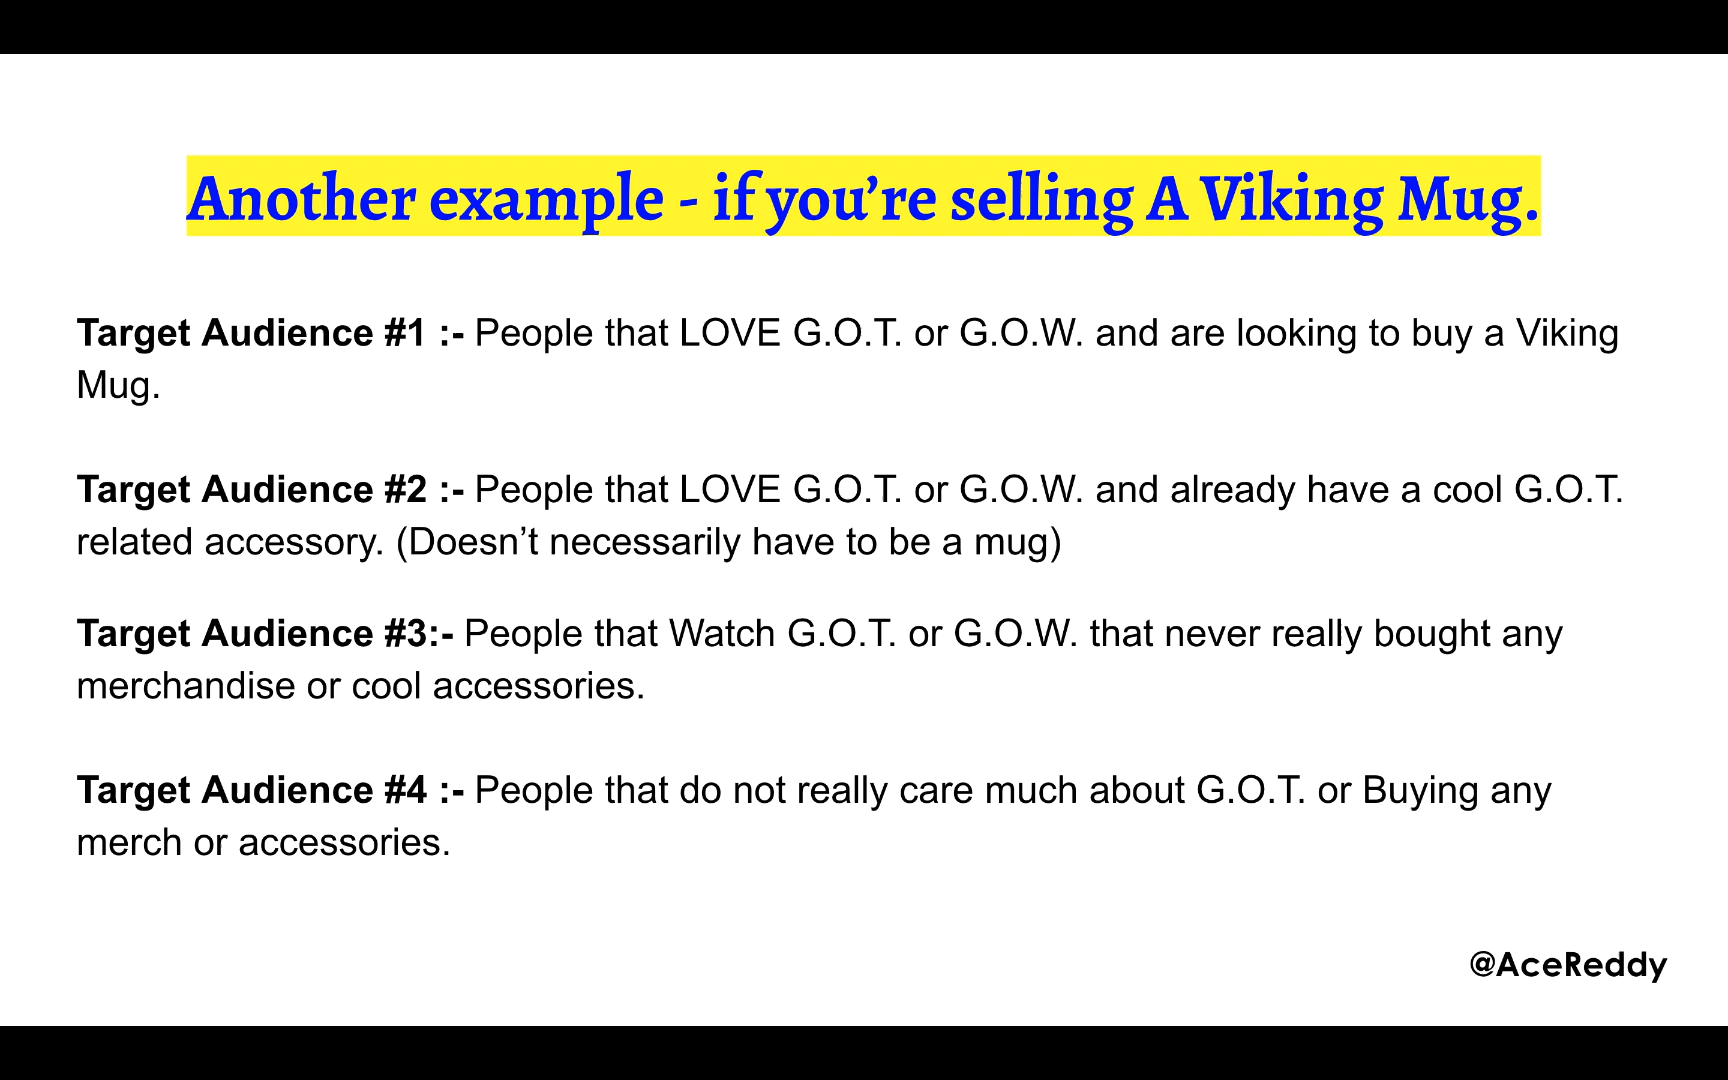 Another example - if you’re selling A Viking Mug.
Target Audience #1 :- People that LOVE G.O.T. or G.O.W. and are looking to buy a Viking
Mug.
Target Audience #2 :- People that LOVE G.O.T. or G.O.W. and already have a cool G.O.T.
related accessory. (Doesn’t necessarily have to be a mug)
Target Audience #3:- People that Watch G.O.T. or G.O.W. that never really bought any
merchandise or cool accessories.
Target Audience #4 :- People that do not really care much about G.O.T. or Buying any
merch or accessories.
@AceReddy